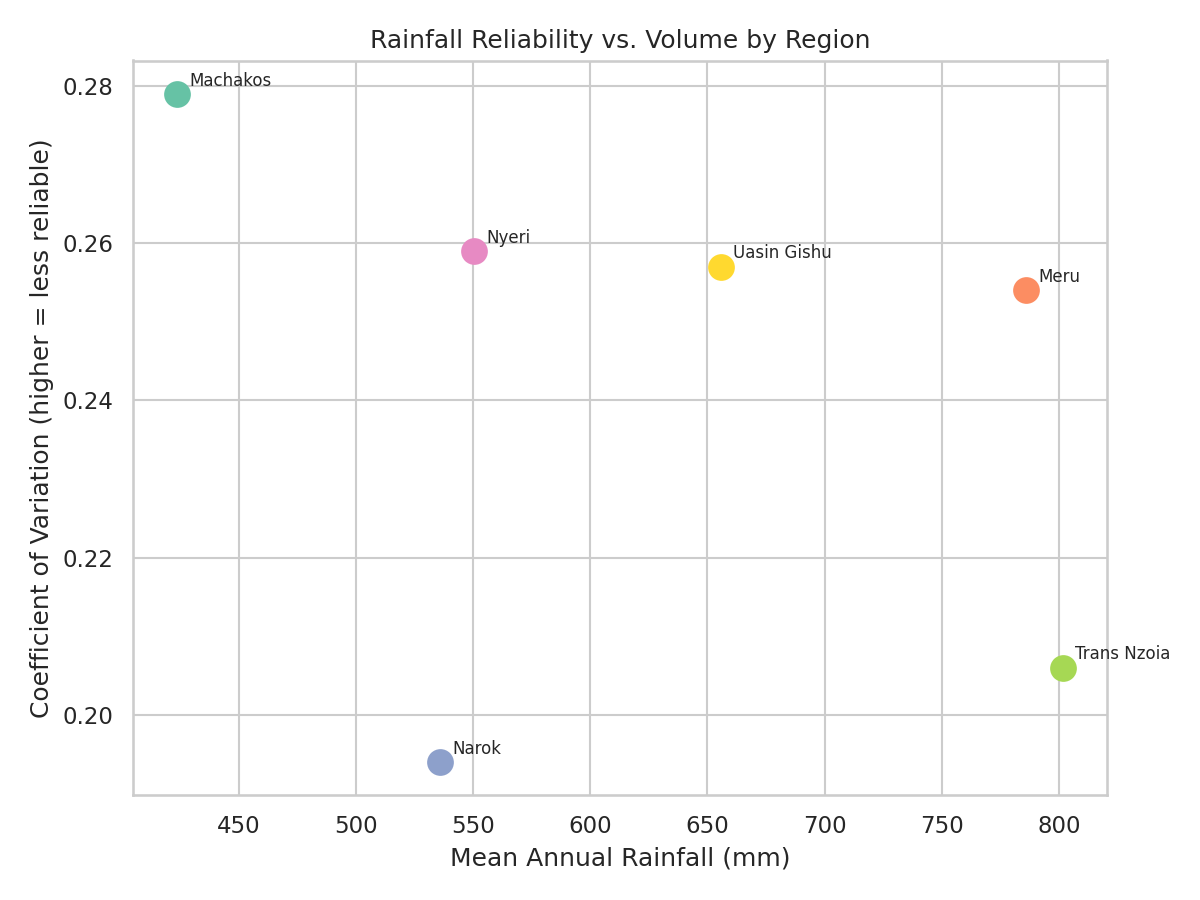 Rainfall Reliability vs. Volume by Region
Coefficient of Variation (higher = less reliable)
0.28
0.26
0.24
0.22
0.20
Machakos
Nyeri
Uasin Gishu
Meru
Trans Nzoia
Narok
450 500 550 600 650 700 750 800
Mean Annual Rainfall (mm)